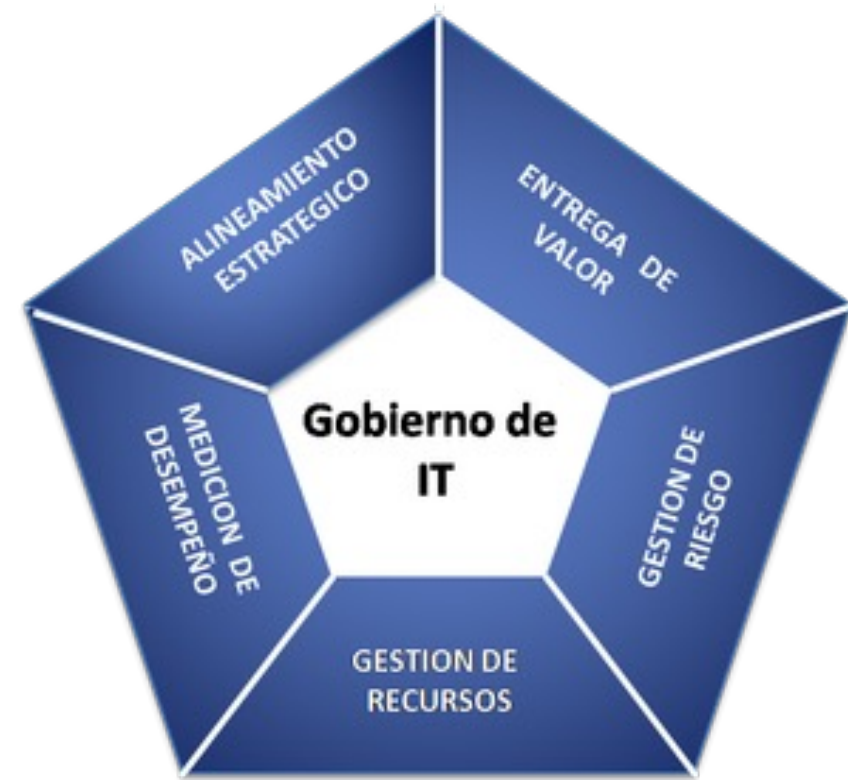 ALINEAMIENTO
ESTRATEGICO
ENTREGA DE
VALOR
MEDICION DE
DESEMPEÑO
Gobierno de
IT
GESTION DE
RIESGO
GESTION DE
RECURSOS